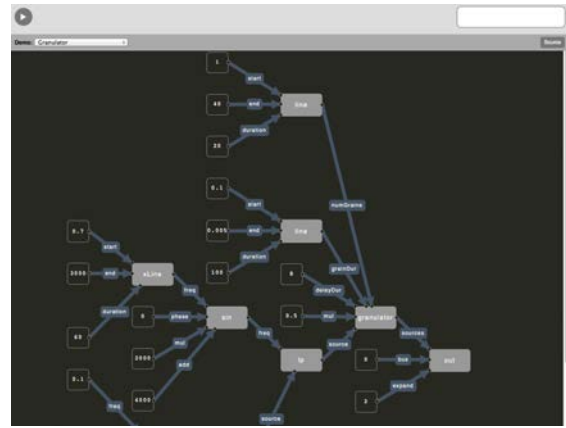 Demo: Granulator
Source
1
start
40
end
line
duration
20
0.1
start
numGrains
0.7
0.005
end
line
start
duration
grainDur
3000
end
xLine
100
0
freq
delayDur
duration
0
phase
sin
0.5
mul
granulator
60
mul
freq
source
sources
2000
add
lp
0
bus
out
0.1
expand
freq
4000
source
2